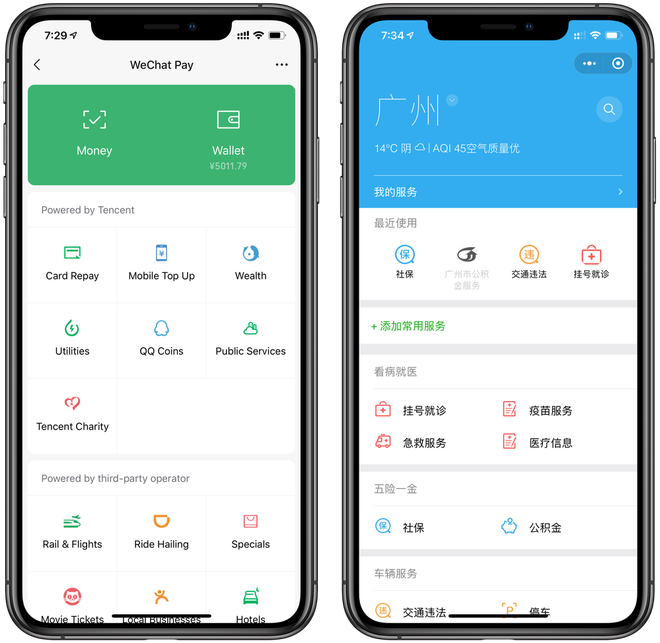 7:29
WeChat Pay
Money
Wallet
¥5011.79
Powered by Tencent
Card Repay
Mobile Top Up
Wealth
Utilities
QQ Coins
Public Services
Tencent Charity
Powered by third-party operator
Rail & Flights
Ride Hailing
Specials
Movie Tickets
Local Businesses
Hotels
7:34
广州
14°C 阴 | AQI 45空气质量优
我的服务
最近使用
保
违
社保
广州市公积
金服务
交通违法
挂号就诊
+ 添加常用服务
看病就医
挂号就诊
疫苗服务
急救服务
医疗信息
五险一金
保
社保
公积金
车辆服务
违
交通违法
P
停车